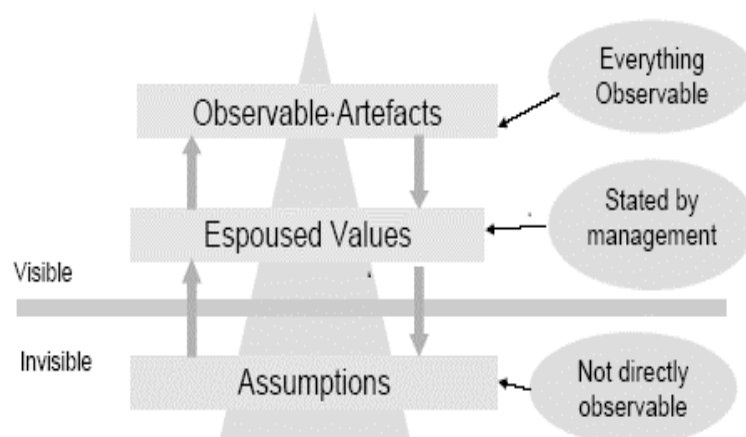 Everything
Observable
Observable·Artefacts
Stated by
management
Espoused Values
Visible
Invisible
Assumptions
Not directly
observable